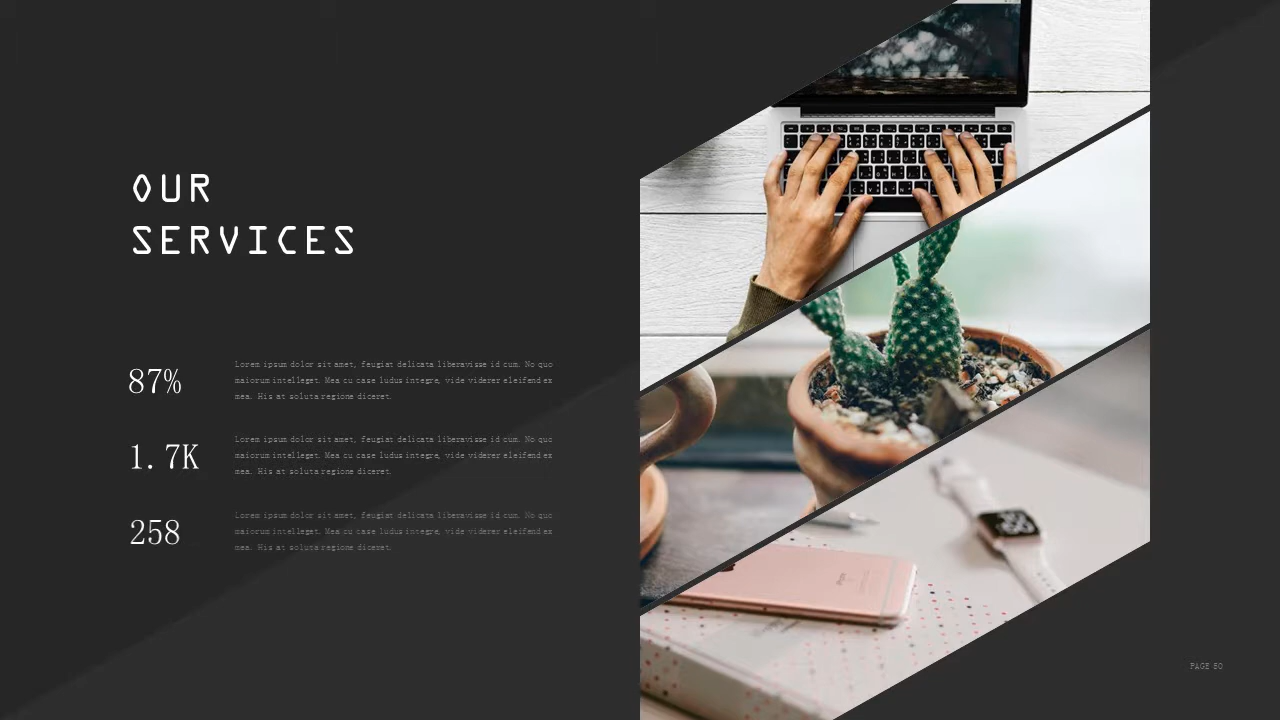 OUR
SERVICES
87%
Lorem ipsum dolor sit amet, feugiat delicata liberavisse id cum. No quo
maiorum intelleget. Mea cu case ludus integre, vide viderer eleifend ex
mea. His at soluta regione diceret.
1.7K
Lorem ipsum dolor sit amet, feugiat delicata liberavisse id cum. No quo
maiorum intelleget. Mea cu case ludus integre, vide viderer eleifend ex
mea. His at soluta regione diceret.
258
Lorem ipsum dolor sit amet, feugiat delicata liberavisse id cum. No quo
maiorum intelleget. Mea cu case ludus integre, vide viderer eleifend ex
mea. His at soluta regione diceret.
PAGE 50